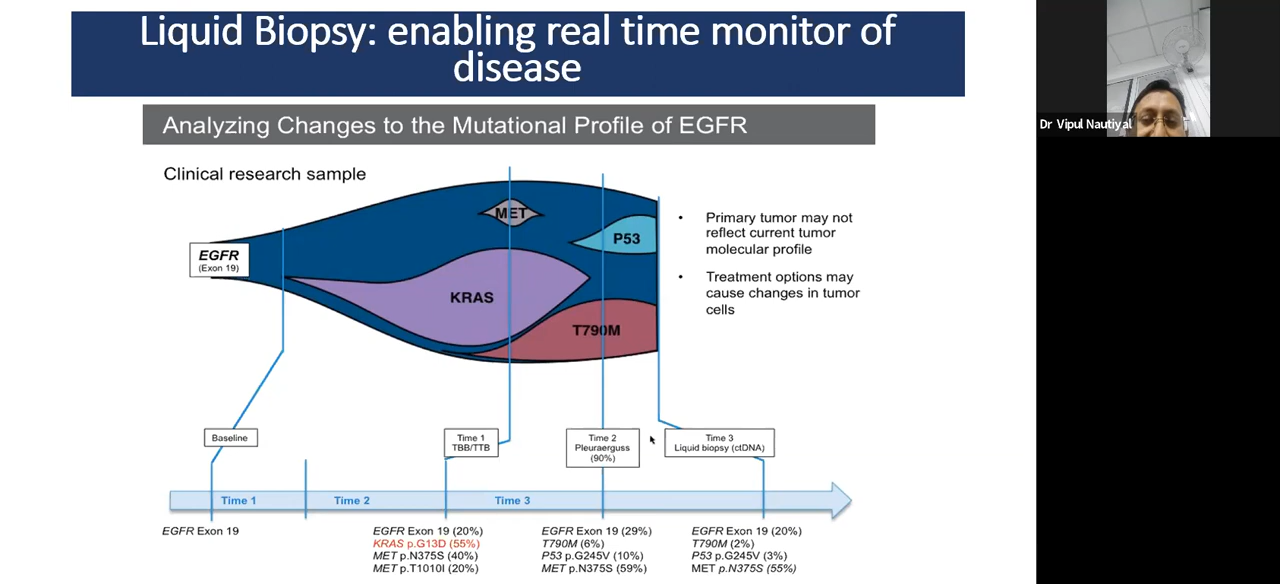 Liquid Biopsy: enabling real time monitor of
disease
Analyzing Changes to the Mutational Profile of EGFR
Clinical research sample
EGFR
(Exon 19)
MET
P53
KRAS
T790M
• Primary tumor may not
reflect current tumor
molecular profile
• Treatment options may
cause changes in tumor
cells
Dr Vipul Nautiyal
Baseline
Time 1
TBB/TTB
Time 2
Pleuraerguss
(90%)
Time 3
Liquid biopsy (ctDNA)
Time 1
Time 2
Time 3
EGFR Exon 19
EGFR Exon 19 (20%)
KRAS p.G13D (55%)
MET p.N375S (40%)
MET p.T1010I (20%)
EGFR Exon 19 (29%)
T790M (6%)
P53 p.G245V (10%)
MET p.N375S (59%)
EGFR Exon 19 (20%)
T790M (2%)
P53 p.G245V (3%)
MET p.N375S (55%)